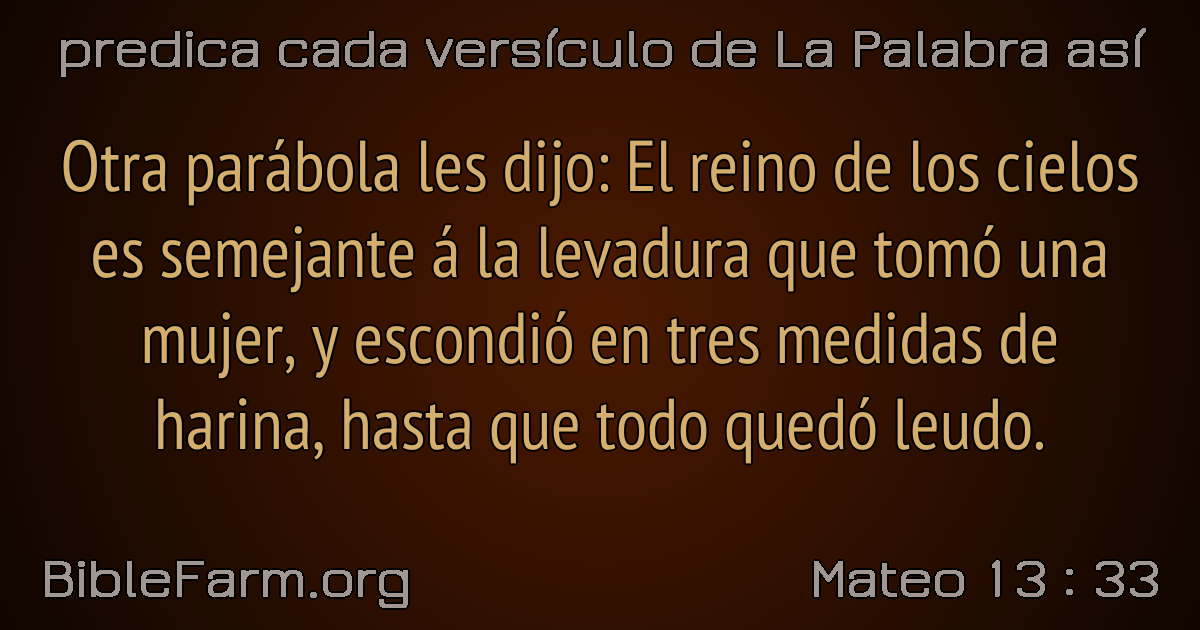 predica cada versículo de La Palabra así
Otra parábola les dijo: El reino de los cielos
es semejante á la levadura que tomó una
mujer, y escondió en tres medidas de
harina, hasta que todo quedó leudo.
BibleFarm.org
Mateo 13 : 33